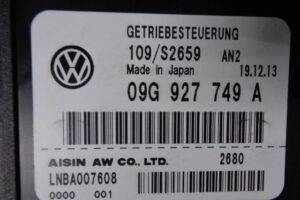 GETRIEBESTEUERUNG
109/S2659 AN2
Made in Japan 19.12.13
09G 927 749 A
AISIN AW CO., LTD. 2680
LNBA007608
0000 001